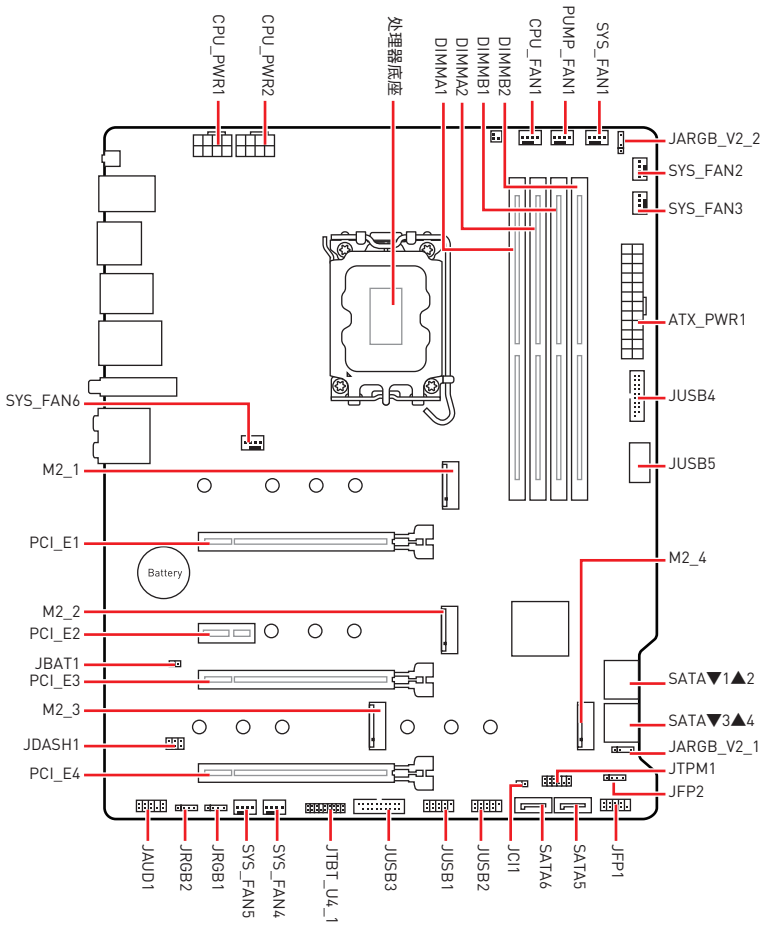 CPU_PWR1
CPU_PWR2
处理器底座
DIMMA1
DIMMA2
DIMMB1
DIMMB2
CPU_FAN1
PUMP_FAN1
SYS_FAN1
JARGB_V2_2
SYS_FAN2
SYS_FAN3
ATX_PWR1
JUSB4
JUSB5
M2_4
SATA▼1▲2
SATA▼3▲4
JARGB_V2_1
JTPM1
JFP2
SYS_FAN6
M2_1
PCI_E1
Battery
M2_2
PCI_E2
JBAT1
PCI_E3
M2_3
JDASH1
PCI_E4
JAUD1
JRGB2
JRGB1
SYS_FAN5
SYS_FAN4
JTBT_U4_1
JUSB3
JUSB1
JUSB2
JCI1
SATA6
SATA5
JFP1